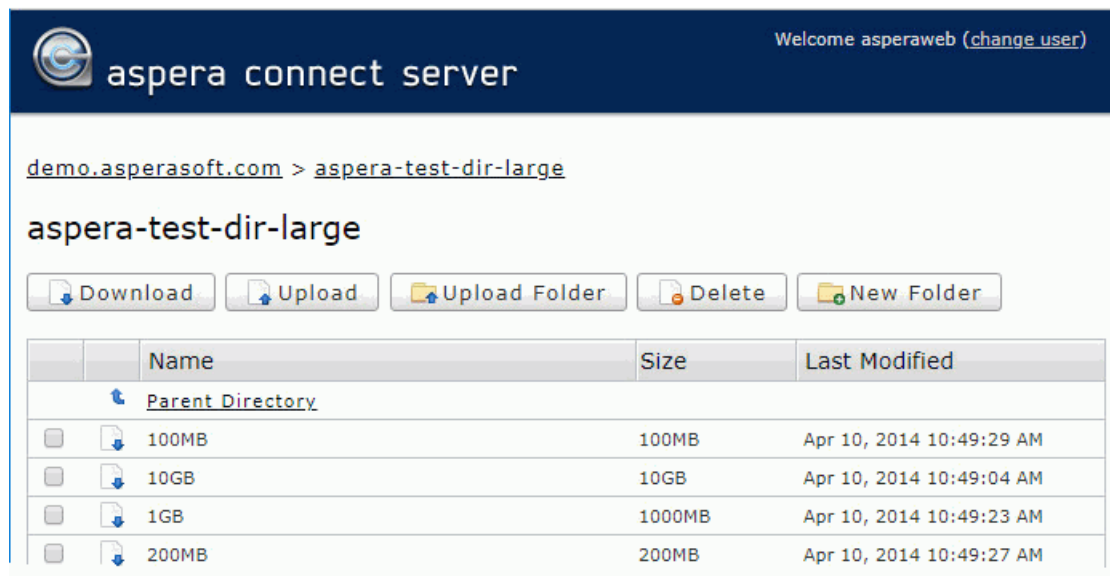 Welcome asperaweb (change user)
aspera connect server
demo.asperasoft.com > aspera-test-dir-large
aspera-test-dir-large
Download Upload Upload Folder Delete New Folder
Name Size Last Modified
Parent Directory
100MB 100MB Apr 10, 2014 10:49:29 AM
10GB 10GB Apr 10, 2014 10:49:04 AM
1GB 1000MB Apr 10, 2014 10:49:23 AM
200MB 200MB Apr 10, 2014 10:49:27 AM